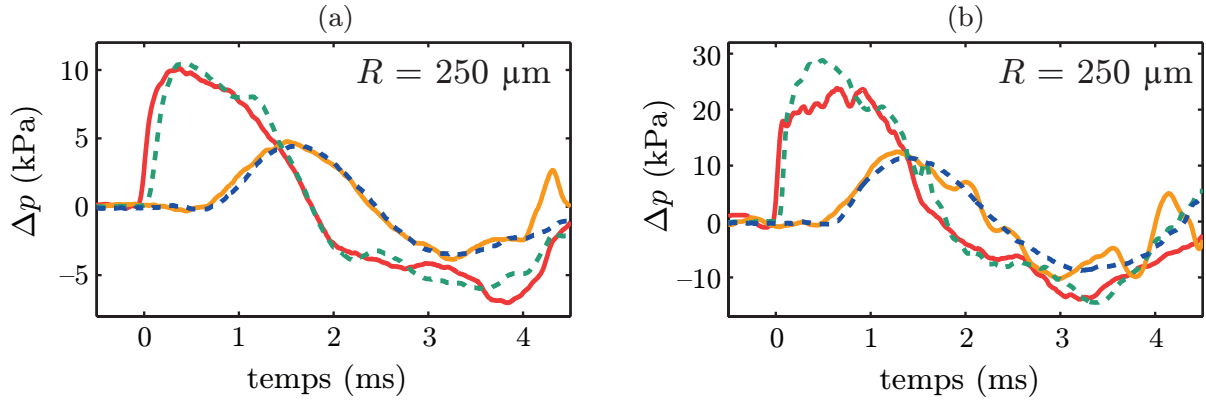 (a)
R = 250 µm
Δp (kPa)
10
5
0
−5
0 1 2 3 4
temps (ms)
(b)
R = 250 µm
Δp (kPa)
30
20
10
0
−10
0 1 2 3 4
temps (ms)